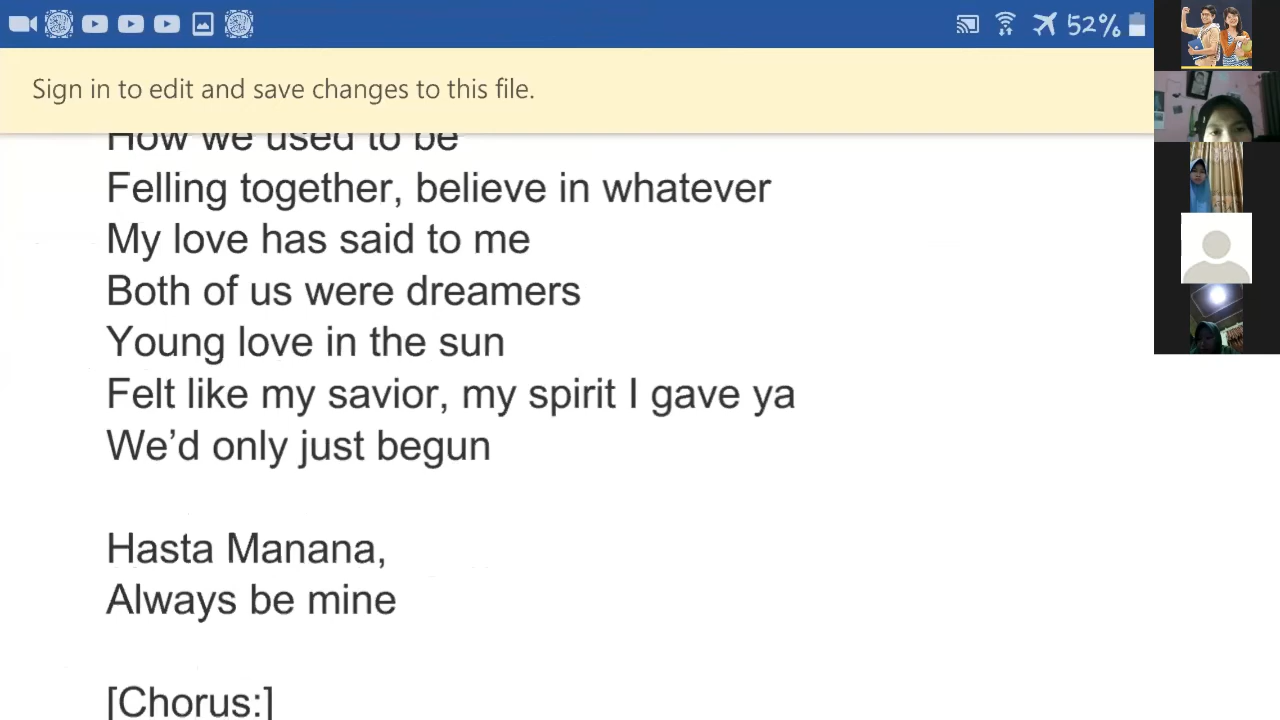 52%
Sign in to edit and save changes to this file.
How we used to be
Felling together, believe in whatever
My love has said to me
Both of us were dreamers
Young love in the sun
Felt like my savior, my spirit I gave ya
We’d only just begun
Hasta Manana,
Always be mine
[Chorus:]